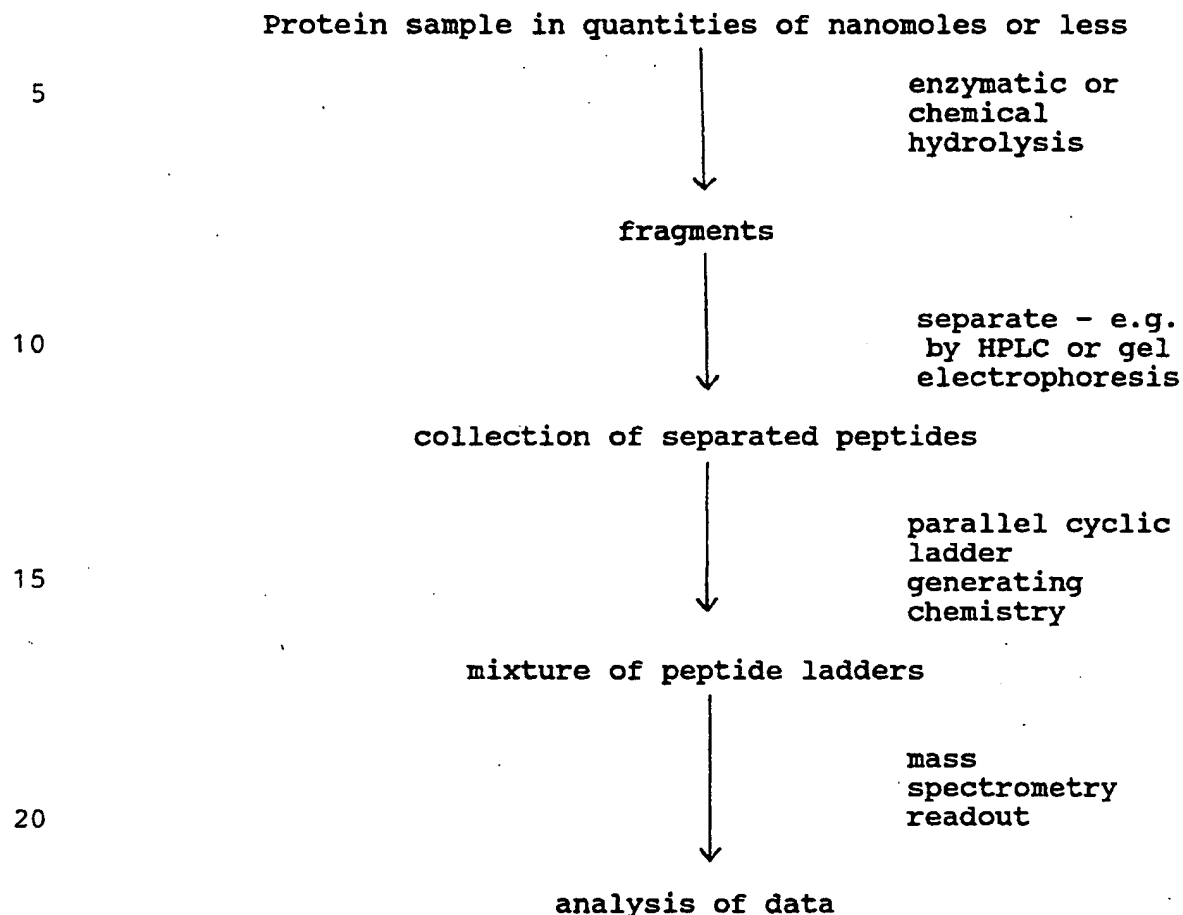 Protein sample in quantities of nanomoles or less
5
enzymatic or
chemical
hydrolysis
fragments
separate - e.g.
10
by HPLC or gel
electrophoresis
collection of separated peptides
parallel cyclic
ladder
15
generating
chemistry
mixture of peptide ladders
mass
spectrometry
20
readout
analysis of data